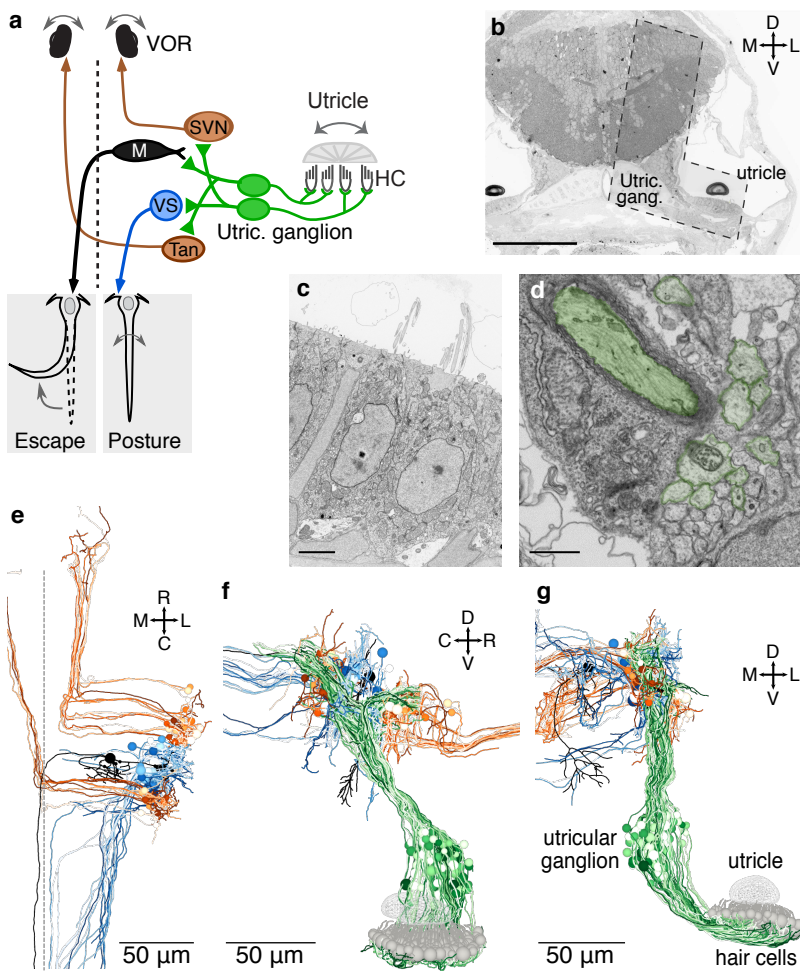 a
VOR
SVN
Utricle
M
HC
VS
Utric. ganglion
Tan
Escape
Posture
b
D
M
L
V
utricle
Utric.
gang.
c
d
e
R
M
L
C
50 µm
f
D
C
R
V
50 µm
g
D
M
L
V
utricular
ganglion
utricle
hair cells
50 µm